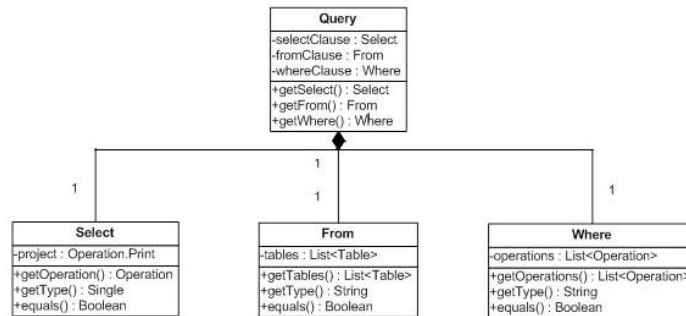 Query
-selectClause : Select
-fromClause : From
-whereClause : Where
+getSelect() : Select
+getFrom() : From
+getWhere() : Where
1
1
1
1
Select
-project : Operation.Print
+getOperation() : Operation
+getType() : Single
+equals() : Boolean
From
-tables : List<Table>
+getTables() : List<Table>
+getType() : String
+equals() : Boolean
Where
-operations : List<Operation>
+getOperations() : List<Operation>
+getType() : String
+equals() : Boolean